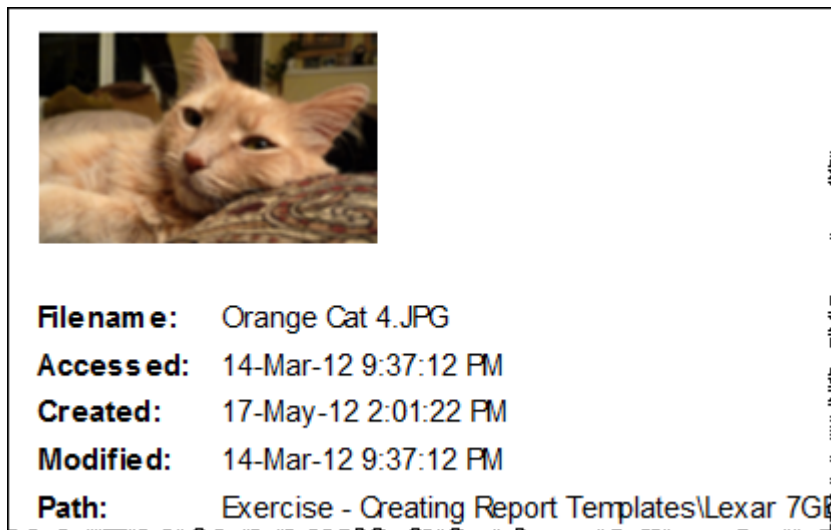 Filename: Orange Cat 4.JPG
Accessed: 14-Mar-12 9:37:12 PM
Created: 17-May-12 2:01:22 PM
Modified: 14-Mar-12 9:37:12 PM
Path: Exercise - Creating Report Templates\Lexar 7GB